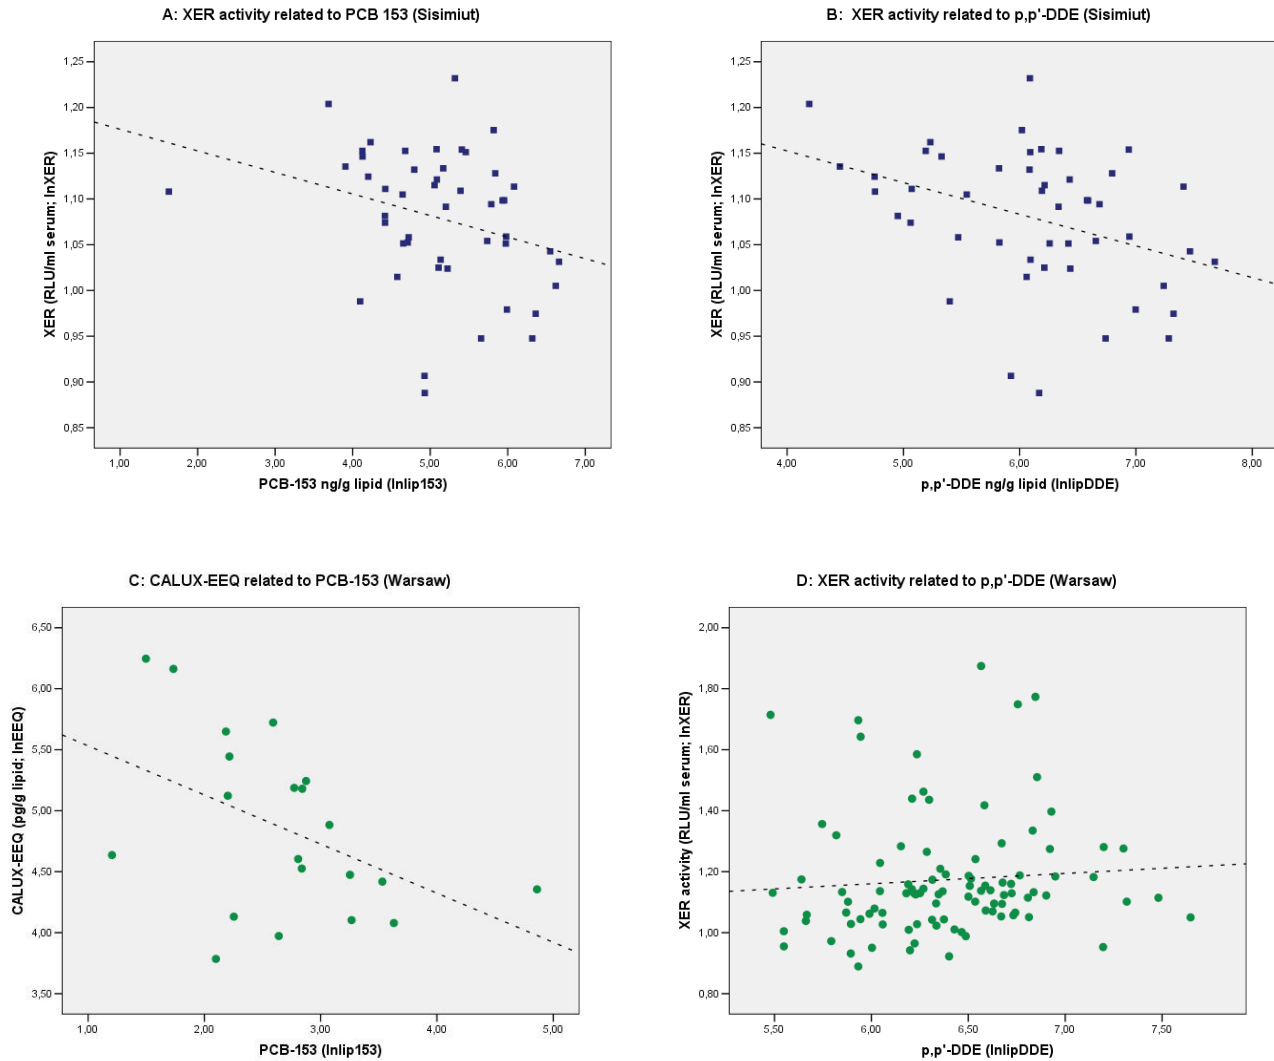 A: XER activity related to PCB 153 (Sisimiut)
XER (RLU/ml serum; lnXER)
1,25
1,20
1,15
1,10
1,05
1,00
0,95
0,90
0,85
1,00 2,00 3,00 4,00 5,00 6,00 7,00
PCB-153 ng/g lipid (lnlip153)
B: XER activity related to p,p'-DDE (Sisimiut)
XER (RLU/ml serum; lnXER)
1,25
1,20
1,15
1,10
1,05
1,00
0,95
0,90
0,85
4,00 5,00 6,00 7,00 8,00
p,p'-DDE ng/g lipid (lnlipDDE)
C: CALUX-EEQ related to PCB-153 (Warsaw)
CALUX-EEQ (pg/g lipid; lnEEQ)
6,50
6,00
5,50
5,00
4,50
4,00
3,50
1,00 2,00 3,00 4,00 5,00
PCB-153 (lnlip153)
D: XER activity related to p,p'-DDE (Warsaw)
XER activity (RLU/ml serum; lnXER)
2,00
1,80
1,60
1,40
1,20
1,00
0,80
5,50 6,00 6,50 7,00 7,50
p,p'-DDE (lnlipDDE)